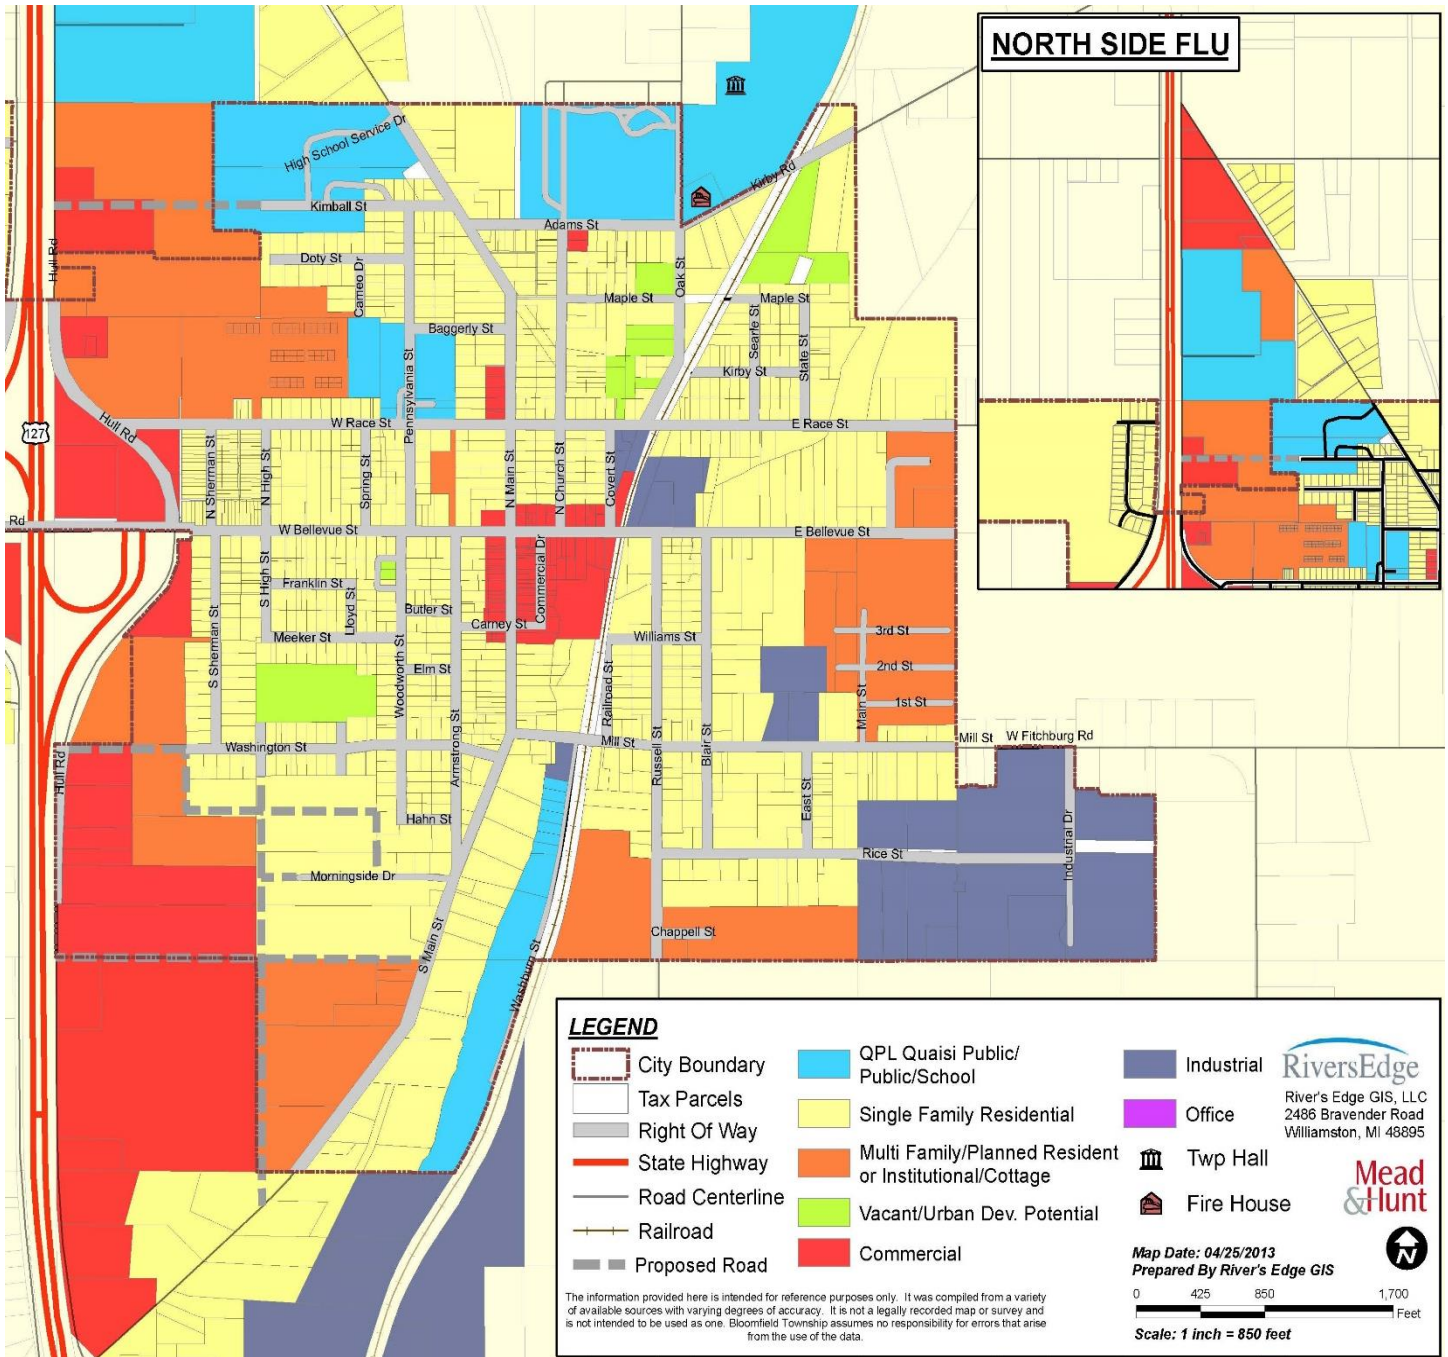 NORTH SIDE FLU
High School Service Dr
Kimball St
Kirby Rd
Adams St
Hull Rd
Doty St
Cameo Dr
Oak St
Maple St
Maple St
Baggerly St
Searle St
State St
Pennsylvania St
Kirby St
127
Hull Rd
W Race St
E Race St
N Sherman St
N High St
Spring St
N Main St
N Church St
Covert St
Rd
W Bellevue St
E Bellevue St
S High St
Franklin St
Lloyd St
Commercial Dr
Butler St
Carney St
Meeker St
Williams St
3rd St
S Sherman St
Woodworth St
Elm St
Railroad St
2nd St
Main St
1st St
Washington St
Armstrong St
Mill St
Russell St
Blair St
Mill St
W Fitchburg Rd
Hull Rd
Hahn St
East St
Industrial Dr
Rice St
Morningside Dr
S Main St
Chappell St
Washburn St
LEGEND
City Boundary
Tax Parcels
Right Of Way
State Highway
Road Centerline
Railroad
Proposed Road
QPL Quaisi Public/
Public/School
Single Family Residential
Multi Family/Planned Resident
or Institutional/Cottage
Vacant/Urban Dev. Potential
Commercial
Industrial
Office
Twp Hall
Fire House
RiversEdge
River's Edge GIS, LLC
2486 Bravender Road
Williamston, MI 48895
Mead
&Hunt
N
Map Date: 04/25/2013
Prepared By River's Edge GIS
0 425 850 1,700
Feet
Scale: 1 inch = 850 feet
The information provided here is intended for reference purposes only. It was compiled from a variety
of available sources with varying degrees of accuracy. It is not a legally recorded map or survey and
is not intended to be used as one. Bloomfield Township assumes no responsibility for errors that arise
from the use of the data.